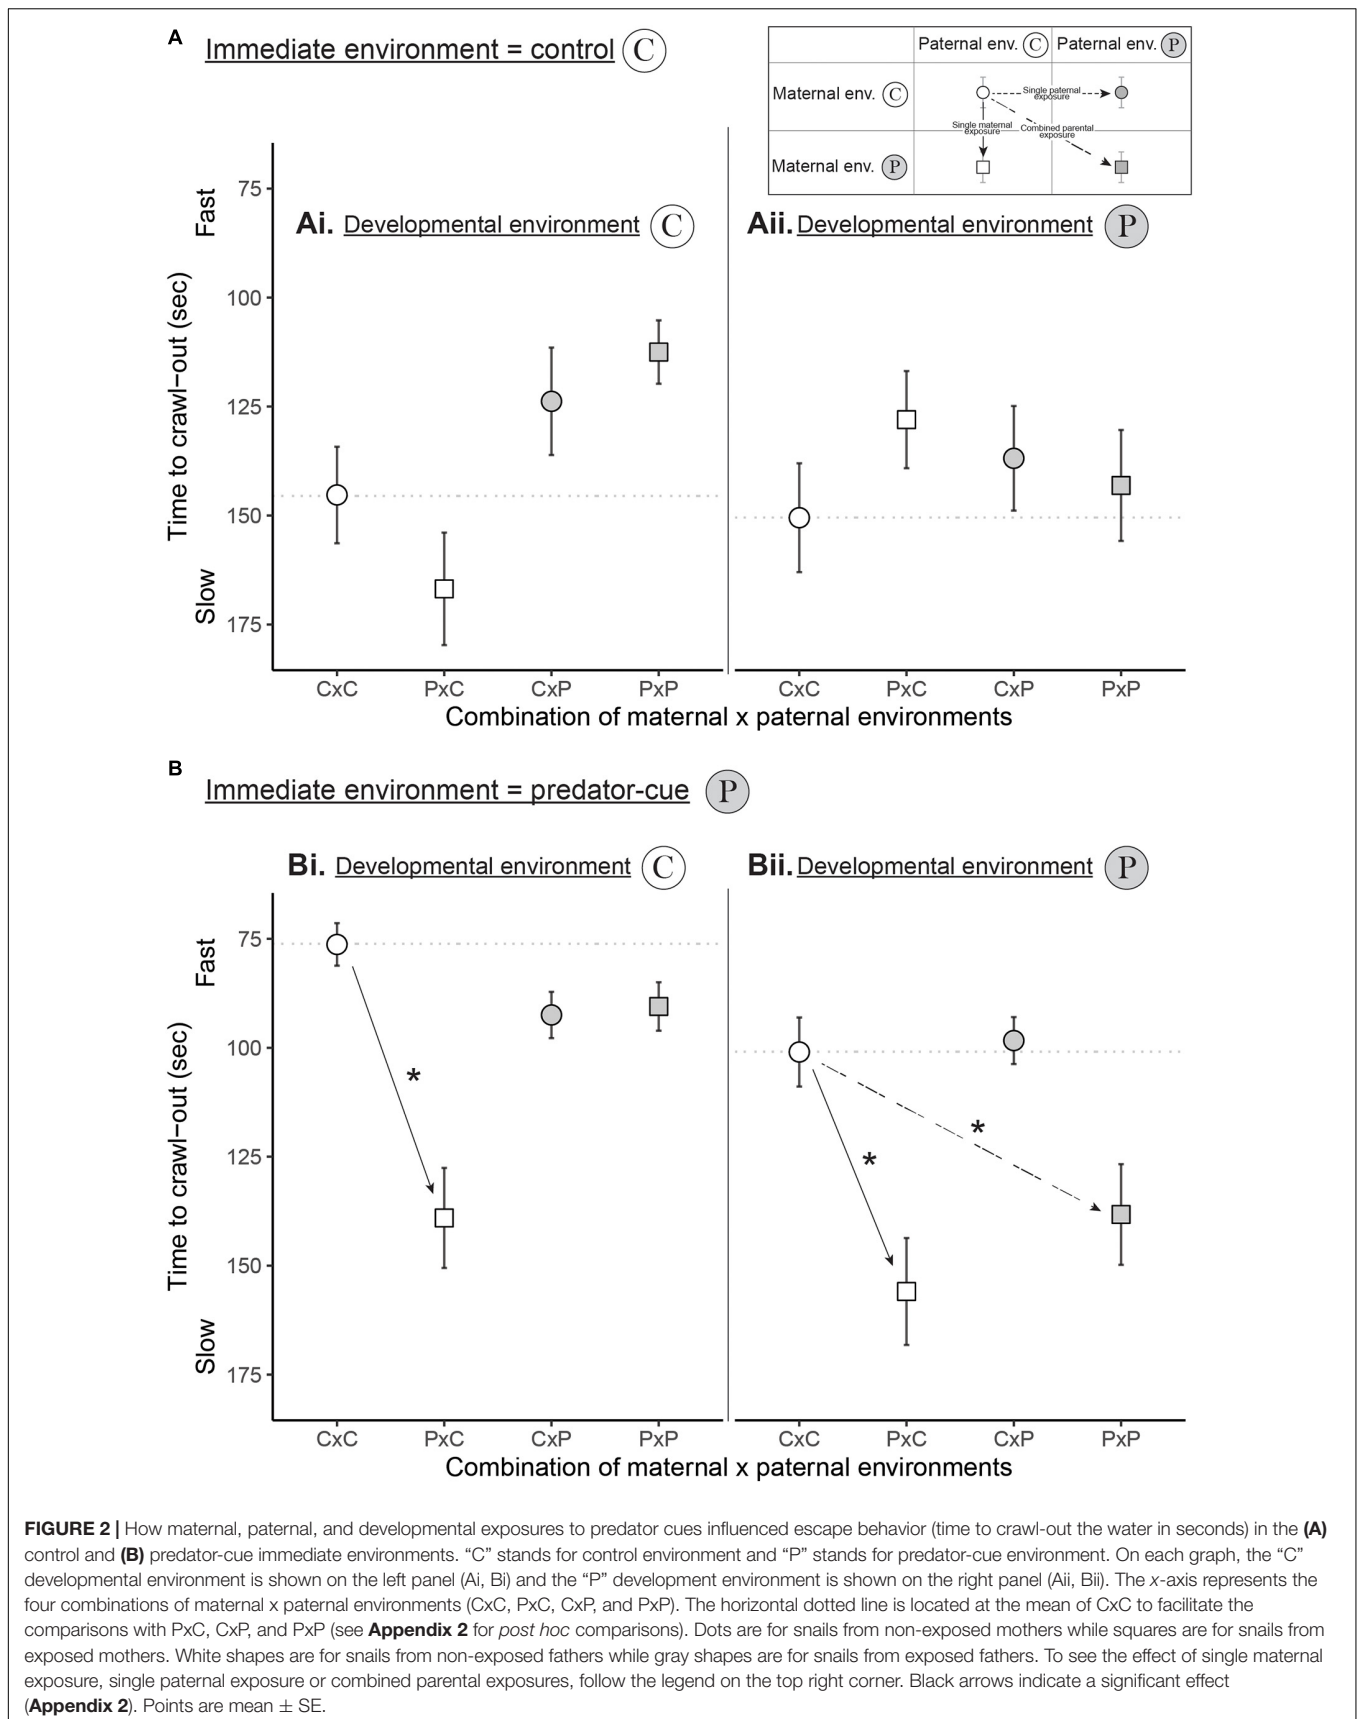 A
Immediate environment = control C
Paternal env. C Paternal env. P
Maternal env. C
Single paternal
exposure
Single maternal
exposure
Combined parental
exposure
Maternal env. P
Ai. Developmental environment C
Aii. Developmental environment P
Fast
Time to crawl-out (sec)
Slow
75
100
125
150
175
CxC PxC CxP PxP CxC PxC CxP PxP
Combination of maternal x paternal environments
B
Immediate environment = predator-cue P
Bi. Developmental environment C
Bii. Developmental environment P
Fast
Time to crawl-out (sec)
Slow
75
100
125
150
175
*
*
*
CxC PxC CxP PxP CxC PxC CxP PxP
Combination of maternal x paternal environments
FIGURE 2 | How maternal, paternal, and developmental exposures to predator cues influenced escape behavior (time to crawl-out the water in seconds) in the (A)
control and (B) predator-cue immediate environments. “C” stands for control environment and “P” stands for predator-cue environment. On each graph, the “C”
developmental environment is shown on the left panel (Ai, Bi) and the “P” development environment is shown on the right panel (Aii, Bii). The x-axis represents the
four combinations of maternal x paternal environments (CxC, PxC, CxP, and PxP). The horizontal dotted line is located at the mean of CxC to facilitate the
comparisons with PxC, CxP, and PxP (see Appendix 2 for post hoc comparisons). Dots are for snails from non-exposed mothers while squares are for snails from
exposed mothers. White shapes are for snails from non-exposed fathers while gray shapes are for snails from exposed fathers. To see the effect of single maternal
exposure, single paternal exposure or combined parental exposures, follow the legend on the top right corner. Black arrows indicate a significant effect
(Appendix 2). Points are mean ± SE.